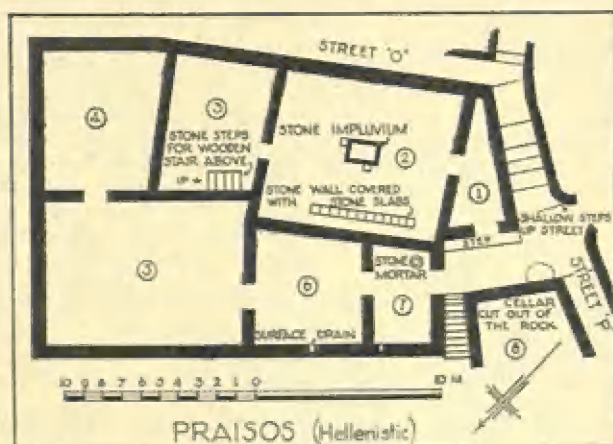 STREET "O"
③
④
STONE STEPS
FOR WOODEN
STAIR ABOVE
UP
STONE IMPLUVIUM
②
①
STONE WALL COVERED
WITH STONE SLABS
SHALLOW STEPS
UP STREET
STEP
⑤
⑥
STONE
MORTAR
⑦
STREET "P"
CELLAR
CUT OUT OF
THE ROCK
⑧
SURFACE DRAIN
10 9 8 7 6 5 4 3 2 1 0 10 M
PRAISOS (Hellenistic)